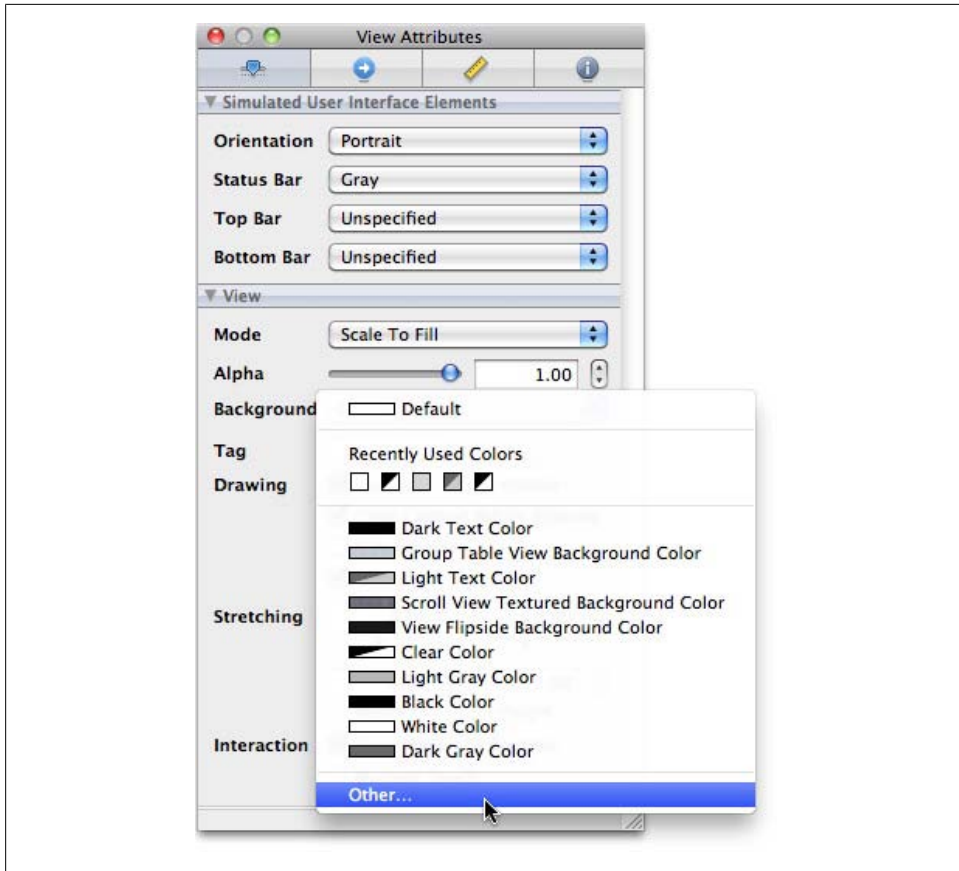 View Attributes
Simulated User Interface Elements
Orientation Portrait
Status Bar Gray
Top Bar Unspecified
Bottom Bar Unspecified
View
Mode Scale To Fill
Alpha 1.00
Background Default
Tag Recently Used Colors
Drawing
Dark Text Color
Group Table View Background Color
Light Text Color
Scroll View Textured Background Color
Stretching
View Flipside Background Color
Clear Color
Light Gray Color
Black Color
White Color
Interaction Dark Gray Color
Other...